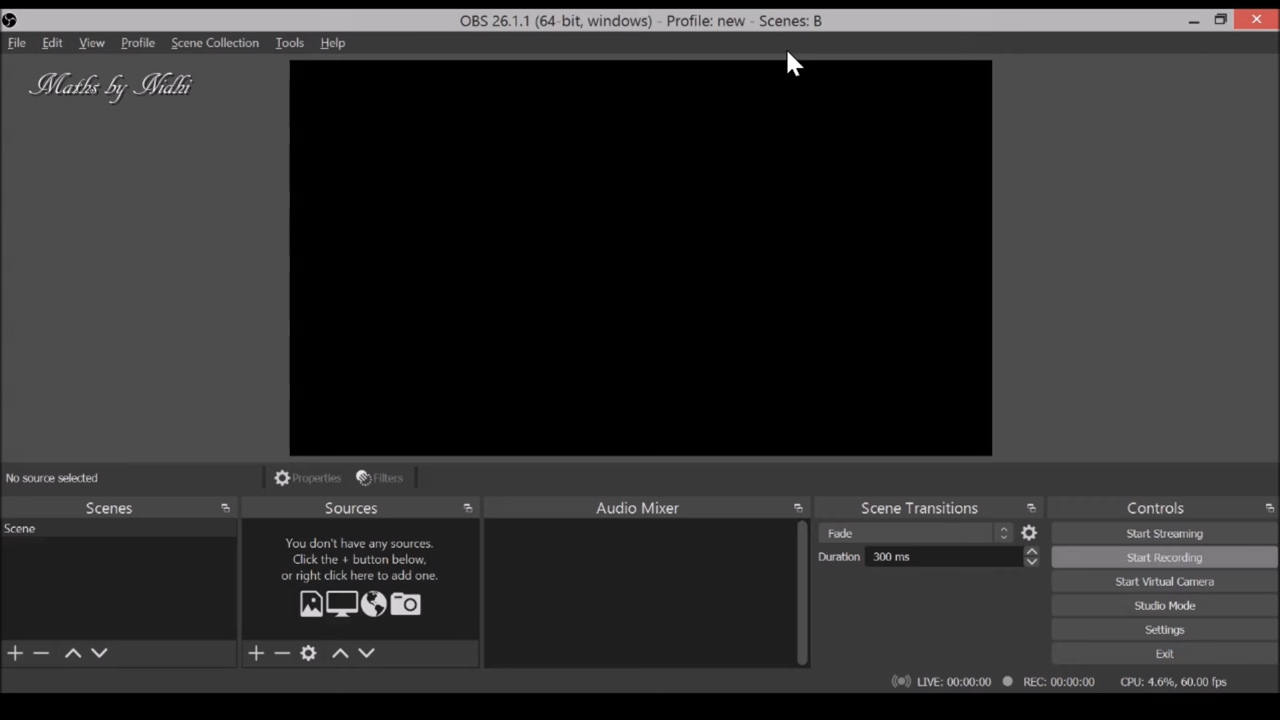 OBS 26.1.1 (64-bit, windows) - Profile: new - Scenes: B
File Edit View Profile Scene Collection Tools Help
Maths by Nidhi
No source selected Properties Filters
Scenes Sources Audio Mixer Scene Transitions Controls
Scene
You don't have any sources.
Click the + button below,
or right click here to add one.
Fade
Duration 300 ms
Start Streaming
Start Recording
Start Virtual Camera
Studio Mode
Settings
Exit
LIVE: 00:00:00 REC: 00:00:00 CPU: 4.6%, 60.00 fps